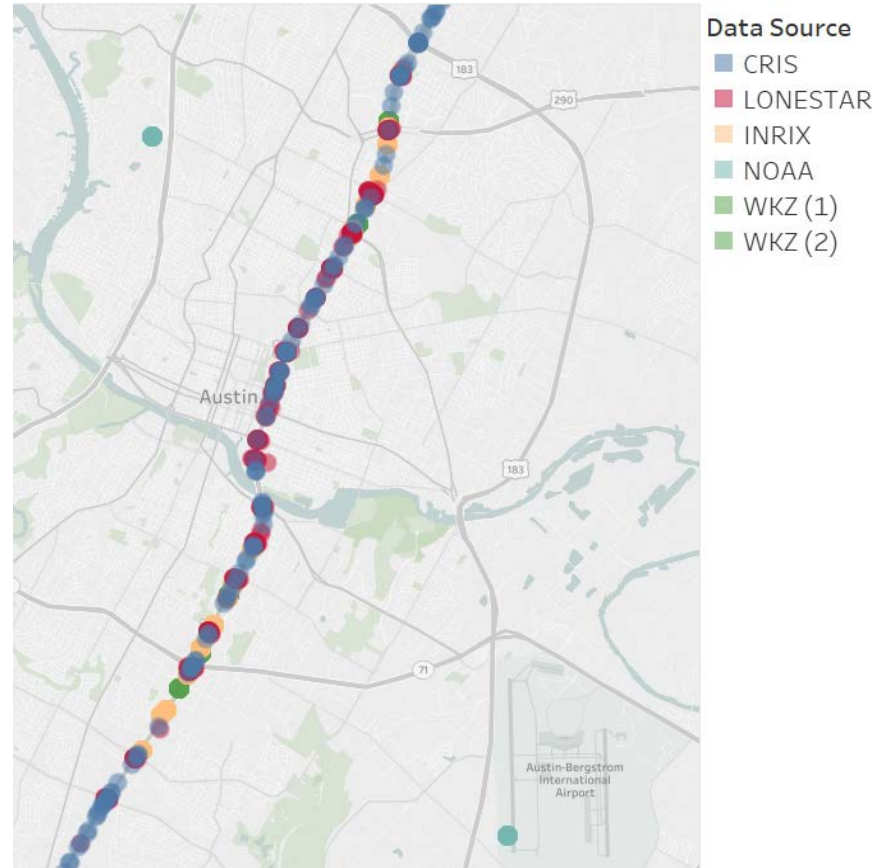 Data Source
CRIS
LONESTAR
INRIX
NOAA
WKZ (1)
WKZ (2)
183
290
Austin
183
71
Austin-Bergstrom
International
Airport